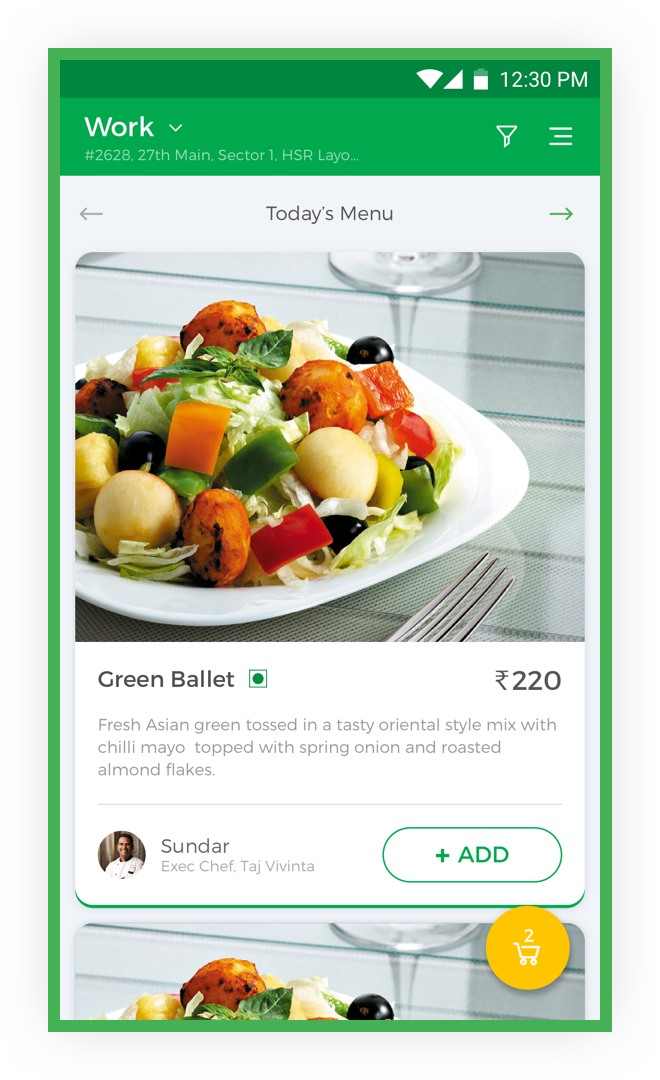 12:30 PM
Work
#2628, 27th Main, Sector 1, HSR Layo...
Today's Menu
Green Ballet
₹220
Fresh Asian green tossed in a tasty oriental style mix with
chilli mayo topped with spring onion and roasted
almond flakes.
Sundar
Exec Chef, Taj Vivinta
+ ADD
2